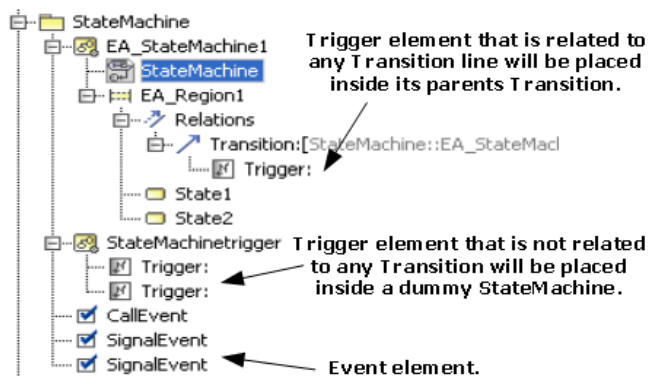 StateMachine
EA_StateMachine1
StateMachine
EA_Region1
Relations
Transition:[StateMachine::EA_StateMacl
Trigger:
State1
State2
StateMachinetrigger
Trigger:
Trigger:
CallEvent
SignalEvent
SignalEvent
Trigger element that is related to
any Transition line will be placed
inside its parents Transition.
Trigger element that is not related
to any Transition will be placed
inside a dummy StateMachine.
Event element.